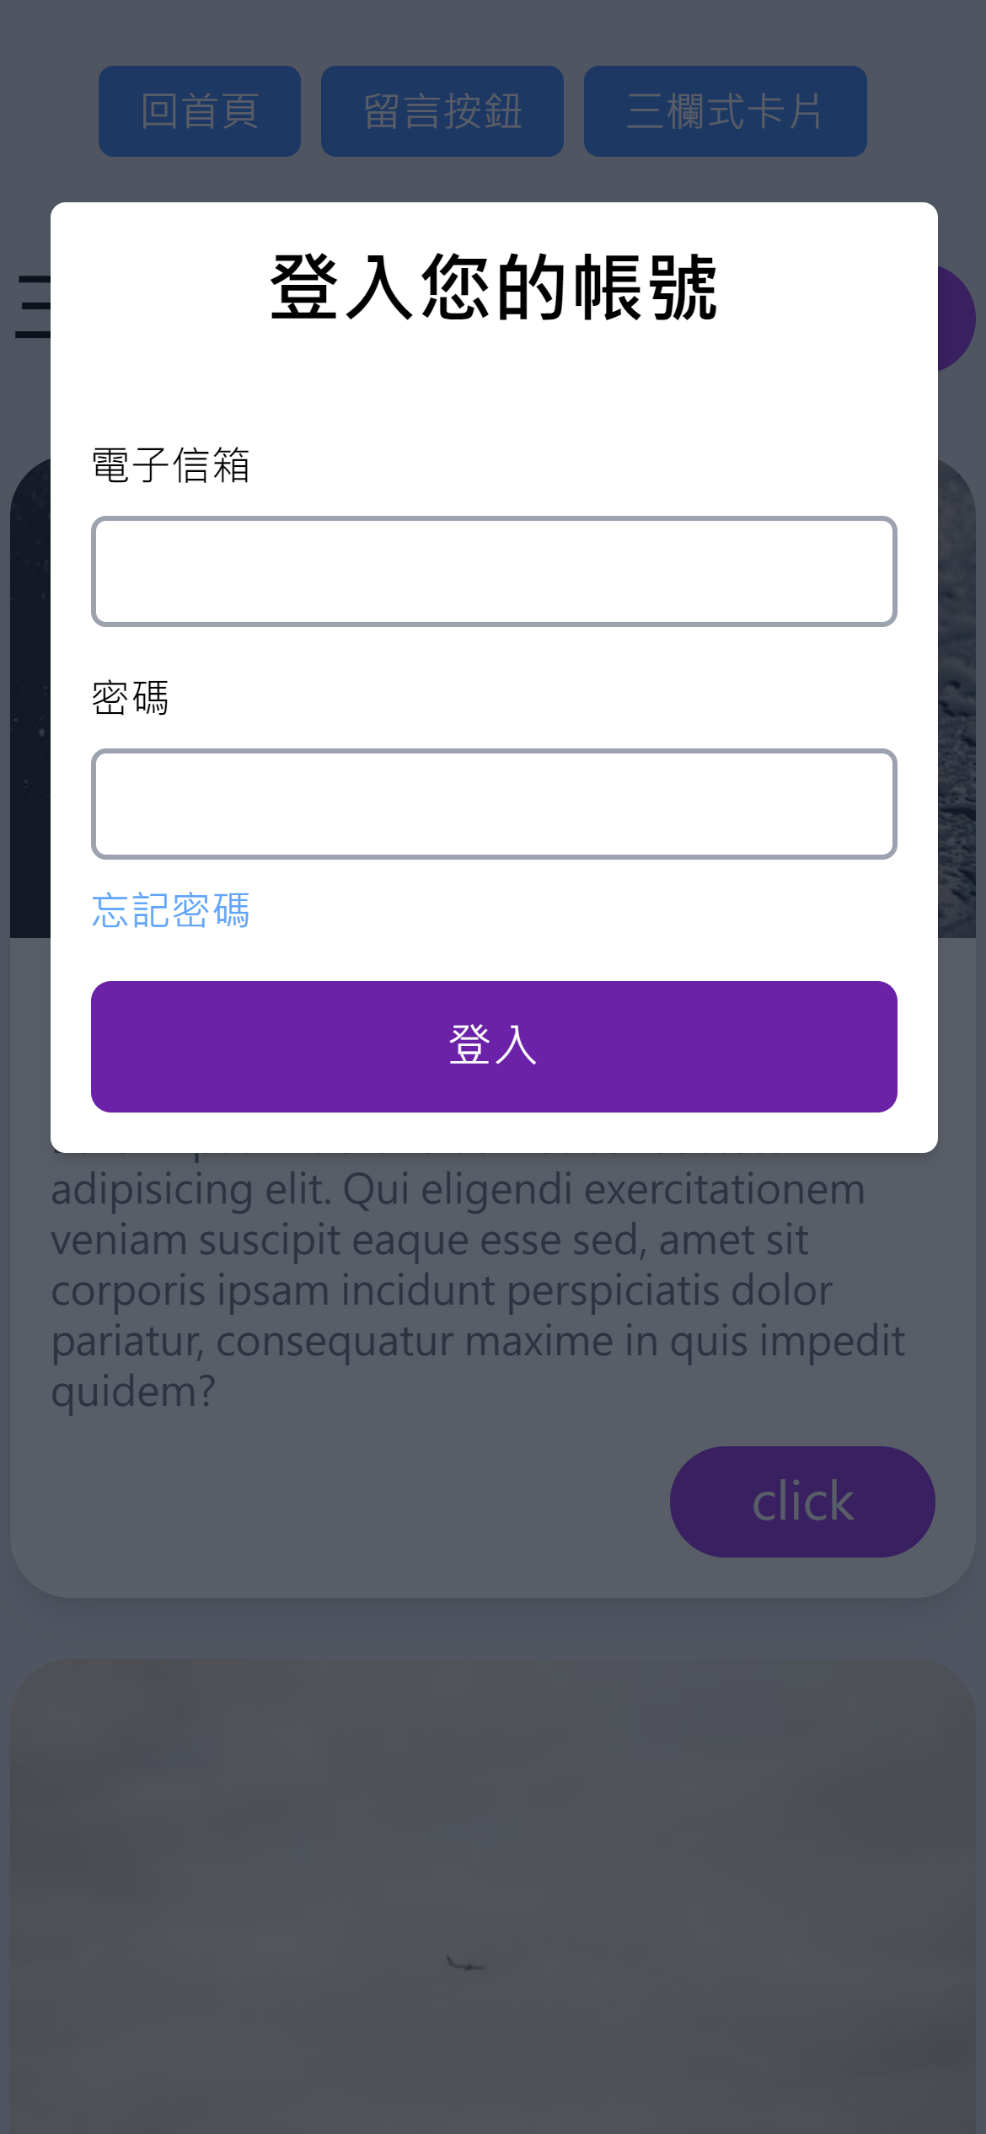 回首頁 留言按鈕 三欄式卡片
登入您的帳號
電子信箱
密碼
忘記密碼
登入
adipisicing elit. Qui eligendi exercitationem
veniam suscipit eaque esse sed, amet sit
corporis ipsam incidunt perspiciatis dolor
pariatur, consequatur maxime in quis impedit
quidem?
click